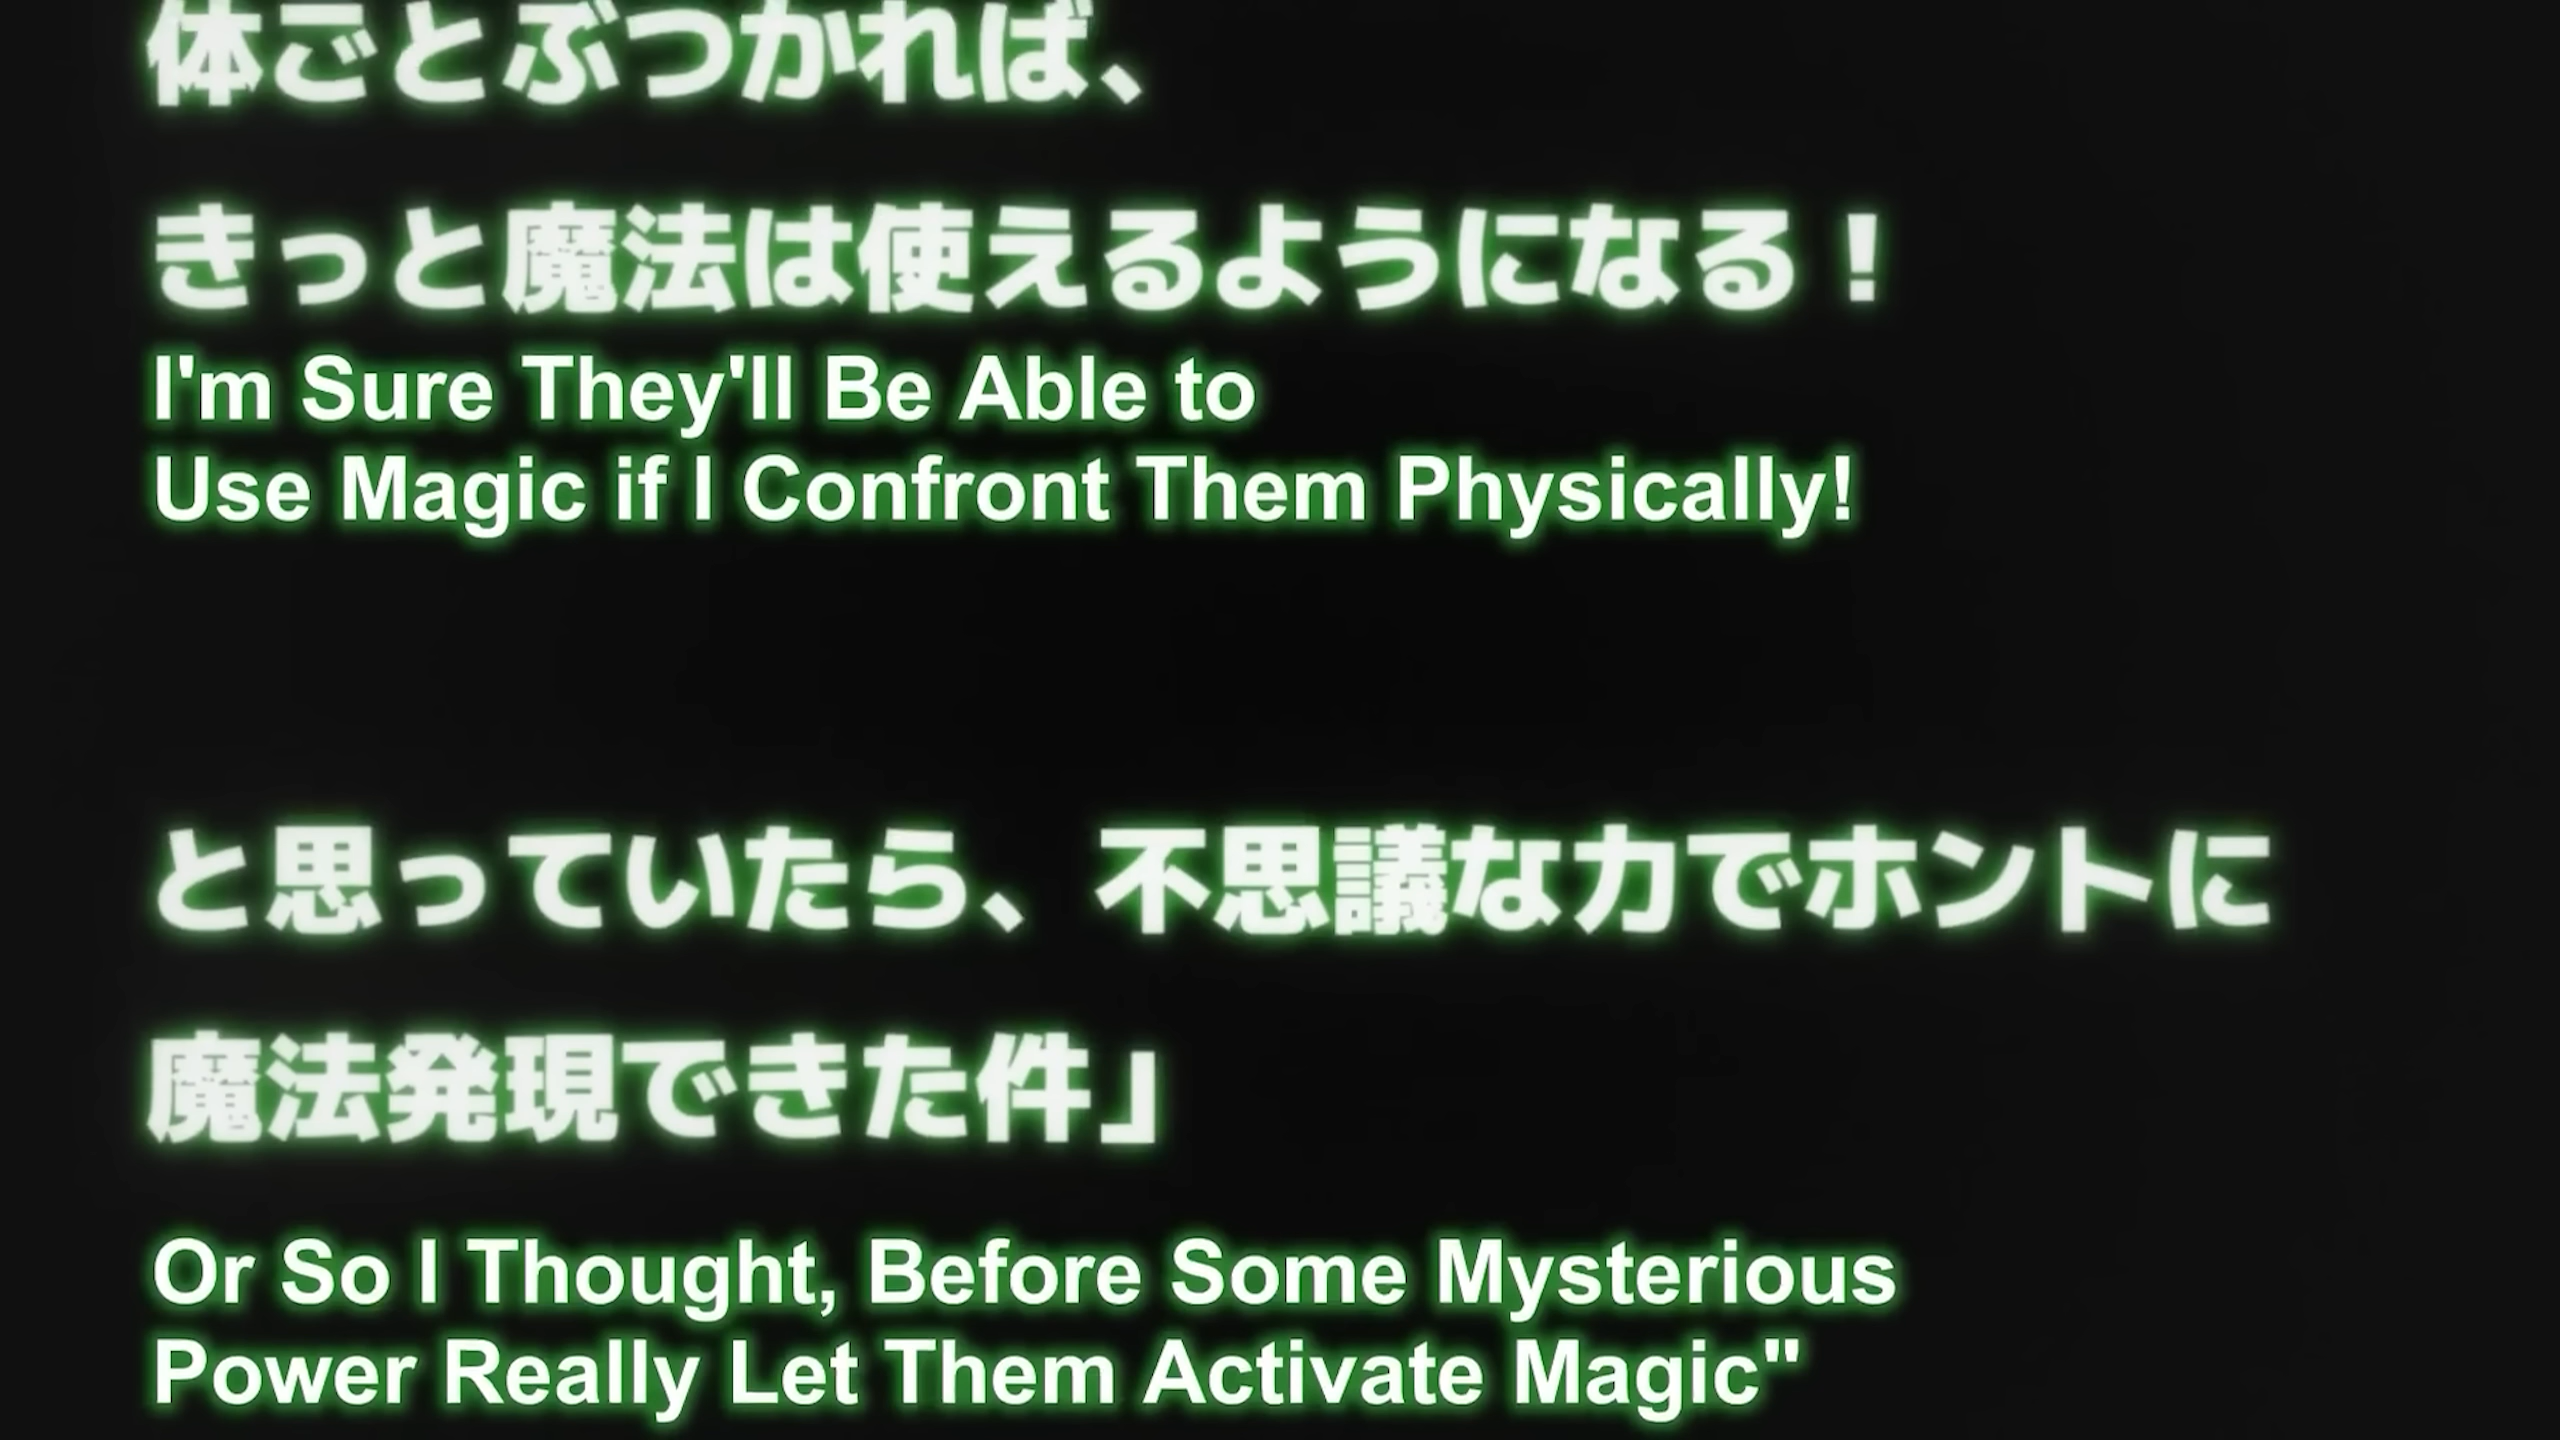 体ごとぶつかれば、
きっと魔法は使えるようになる！
I'm Sure They'll Be Able to
Use Magic if I Confront Them Physically!
と思っていたら、不思議な力でホントに
魔法発現できた件」
Or So I Thought, Before Some Mysterious
Power Really Let Them Activate Magic"